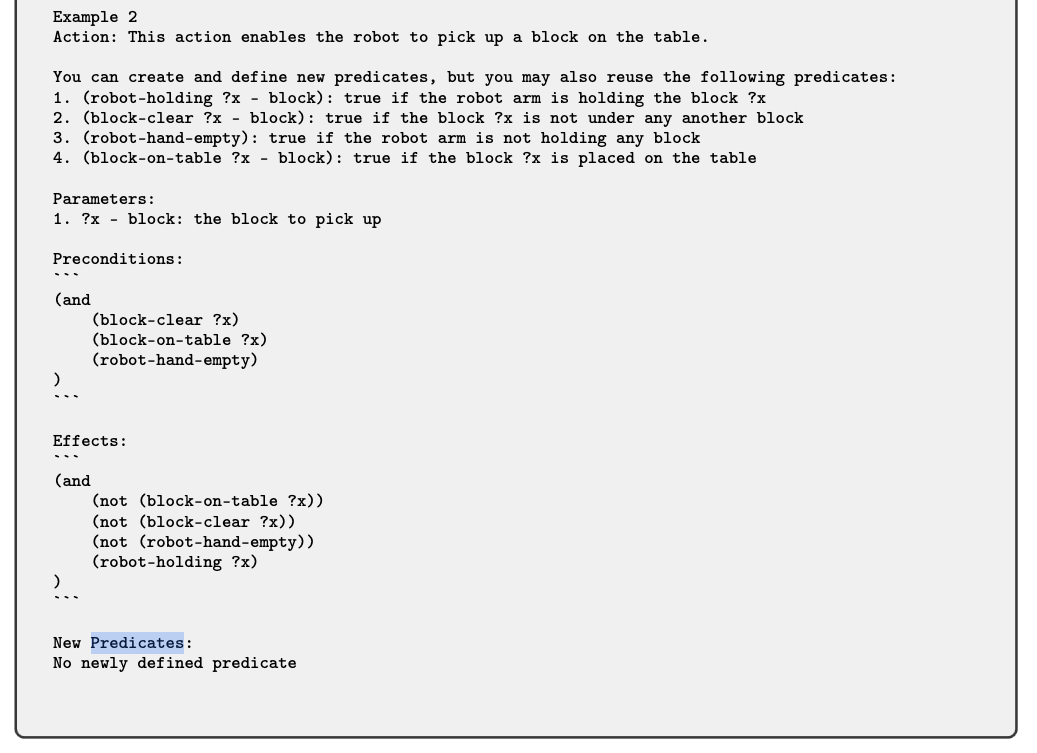 Example 2
Action: This action enables the robot to pick up a block on the table.
You can create and define new predicates, but you may also reuse the following predicates:
1. (robot-holding ?x - block): true if the robot arm is holding the block ?x
2. (block-clear ?x - block): true if the block ?x is not under any another block
3. (robot-hand-empty): true if the robot arm is not holding any block
4. (block-on-table ?x - block): true if the block ?x is placed on the table
Parameters:
1. ?x - block: the block to pick up
Preconditions:
```
(and
    (block-clear ?x)
    (block-on-table ?x)
    (robot-hand-empty)
)
```
Effects:
```
(and
    (not (block-on-table ?x))
    (not (block-clear ?x))
    (not (robot-hand-empty))
    (robot-holding ?x)
)
```
New Predicates:
No newly defined predicate